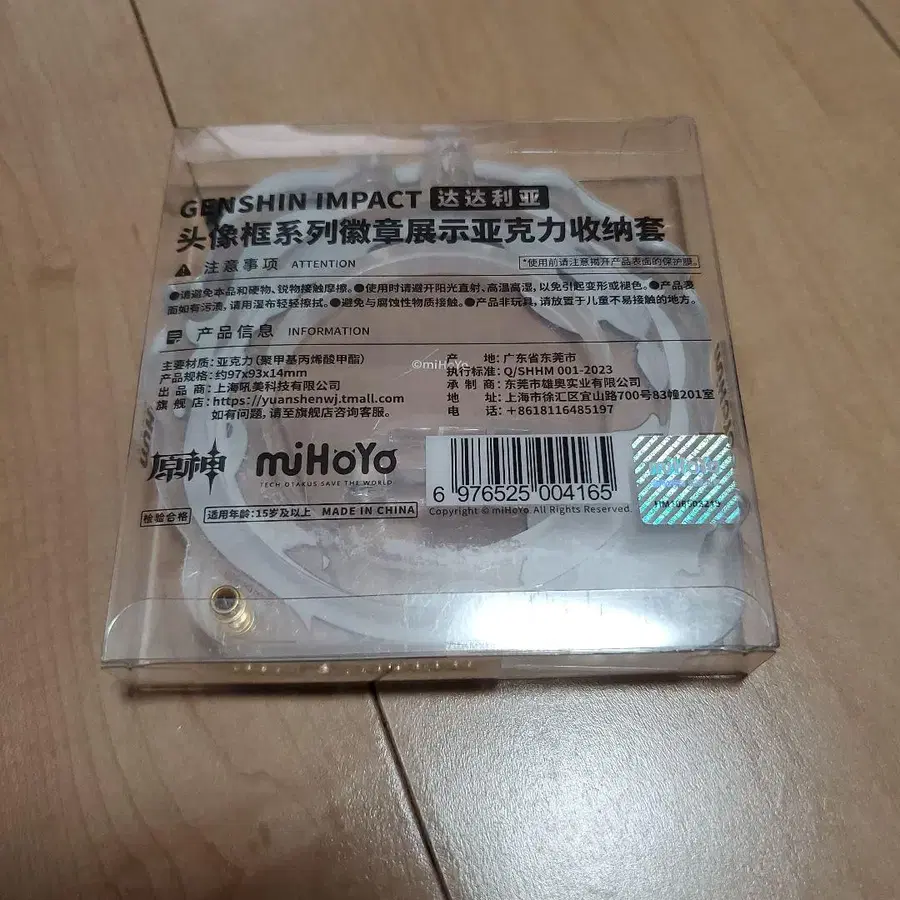 GENSHIN IMPACT 达达利亚
头像框系列徽章展示亚克力收纳套
注意事项 ATTENTION
*使用前请注意揭开产品表面的保护膜。
●请避免本品和硬物、锐物接触摩擦。●使用时请避开阳光直射、高温高湿,以免引起变形或褪色。●产品表
面如有污渍,请用湿布轻轻擦拭。●避免与腐蚀性物质接触。●产品非玩具,请放置于儿童不易接触的地方。
产品信息 INFORMATION
主要材质:亚克力(聚甲基丙烯酸甲酯)
产品规格:约97x93x14mm
出品商:上海吼美科技有限公司
旗舰店:https://yuanshenwj.tmall.com
如有问题,请至旗舰店咨询客服。
产 地:广东省东莞市
执行标准:Q/SHHM 001-2023
承制商:东莞市雄奥实业有限公司
地 址:上海市徐汇区宜山路700号83幢201室
电 话:+8618116485197
©miHoYo
原神
miHoYo
TECH OTAKUS SAVE THE WORLD
6 976525 004165
Copyright © miHoYo All Rights Reserved.
检验合格
适用年龄:15岁及以上 MADE IN CHINA
miHoYo